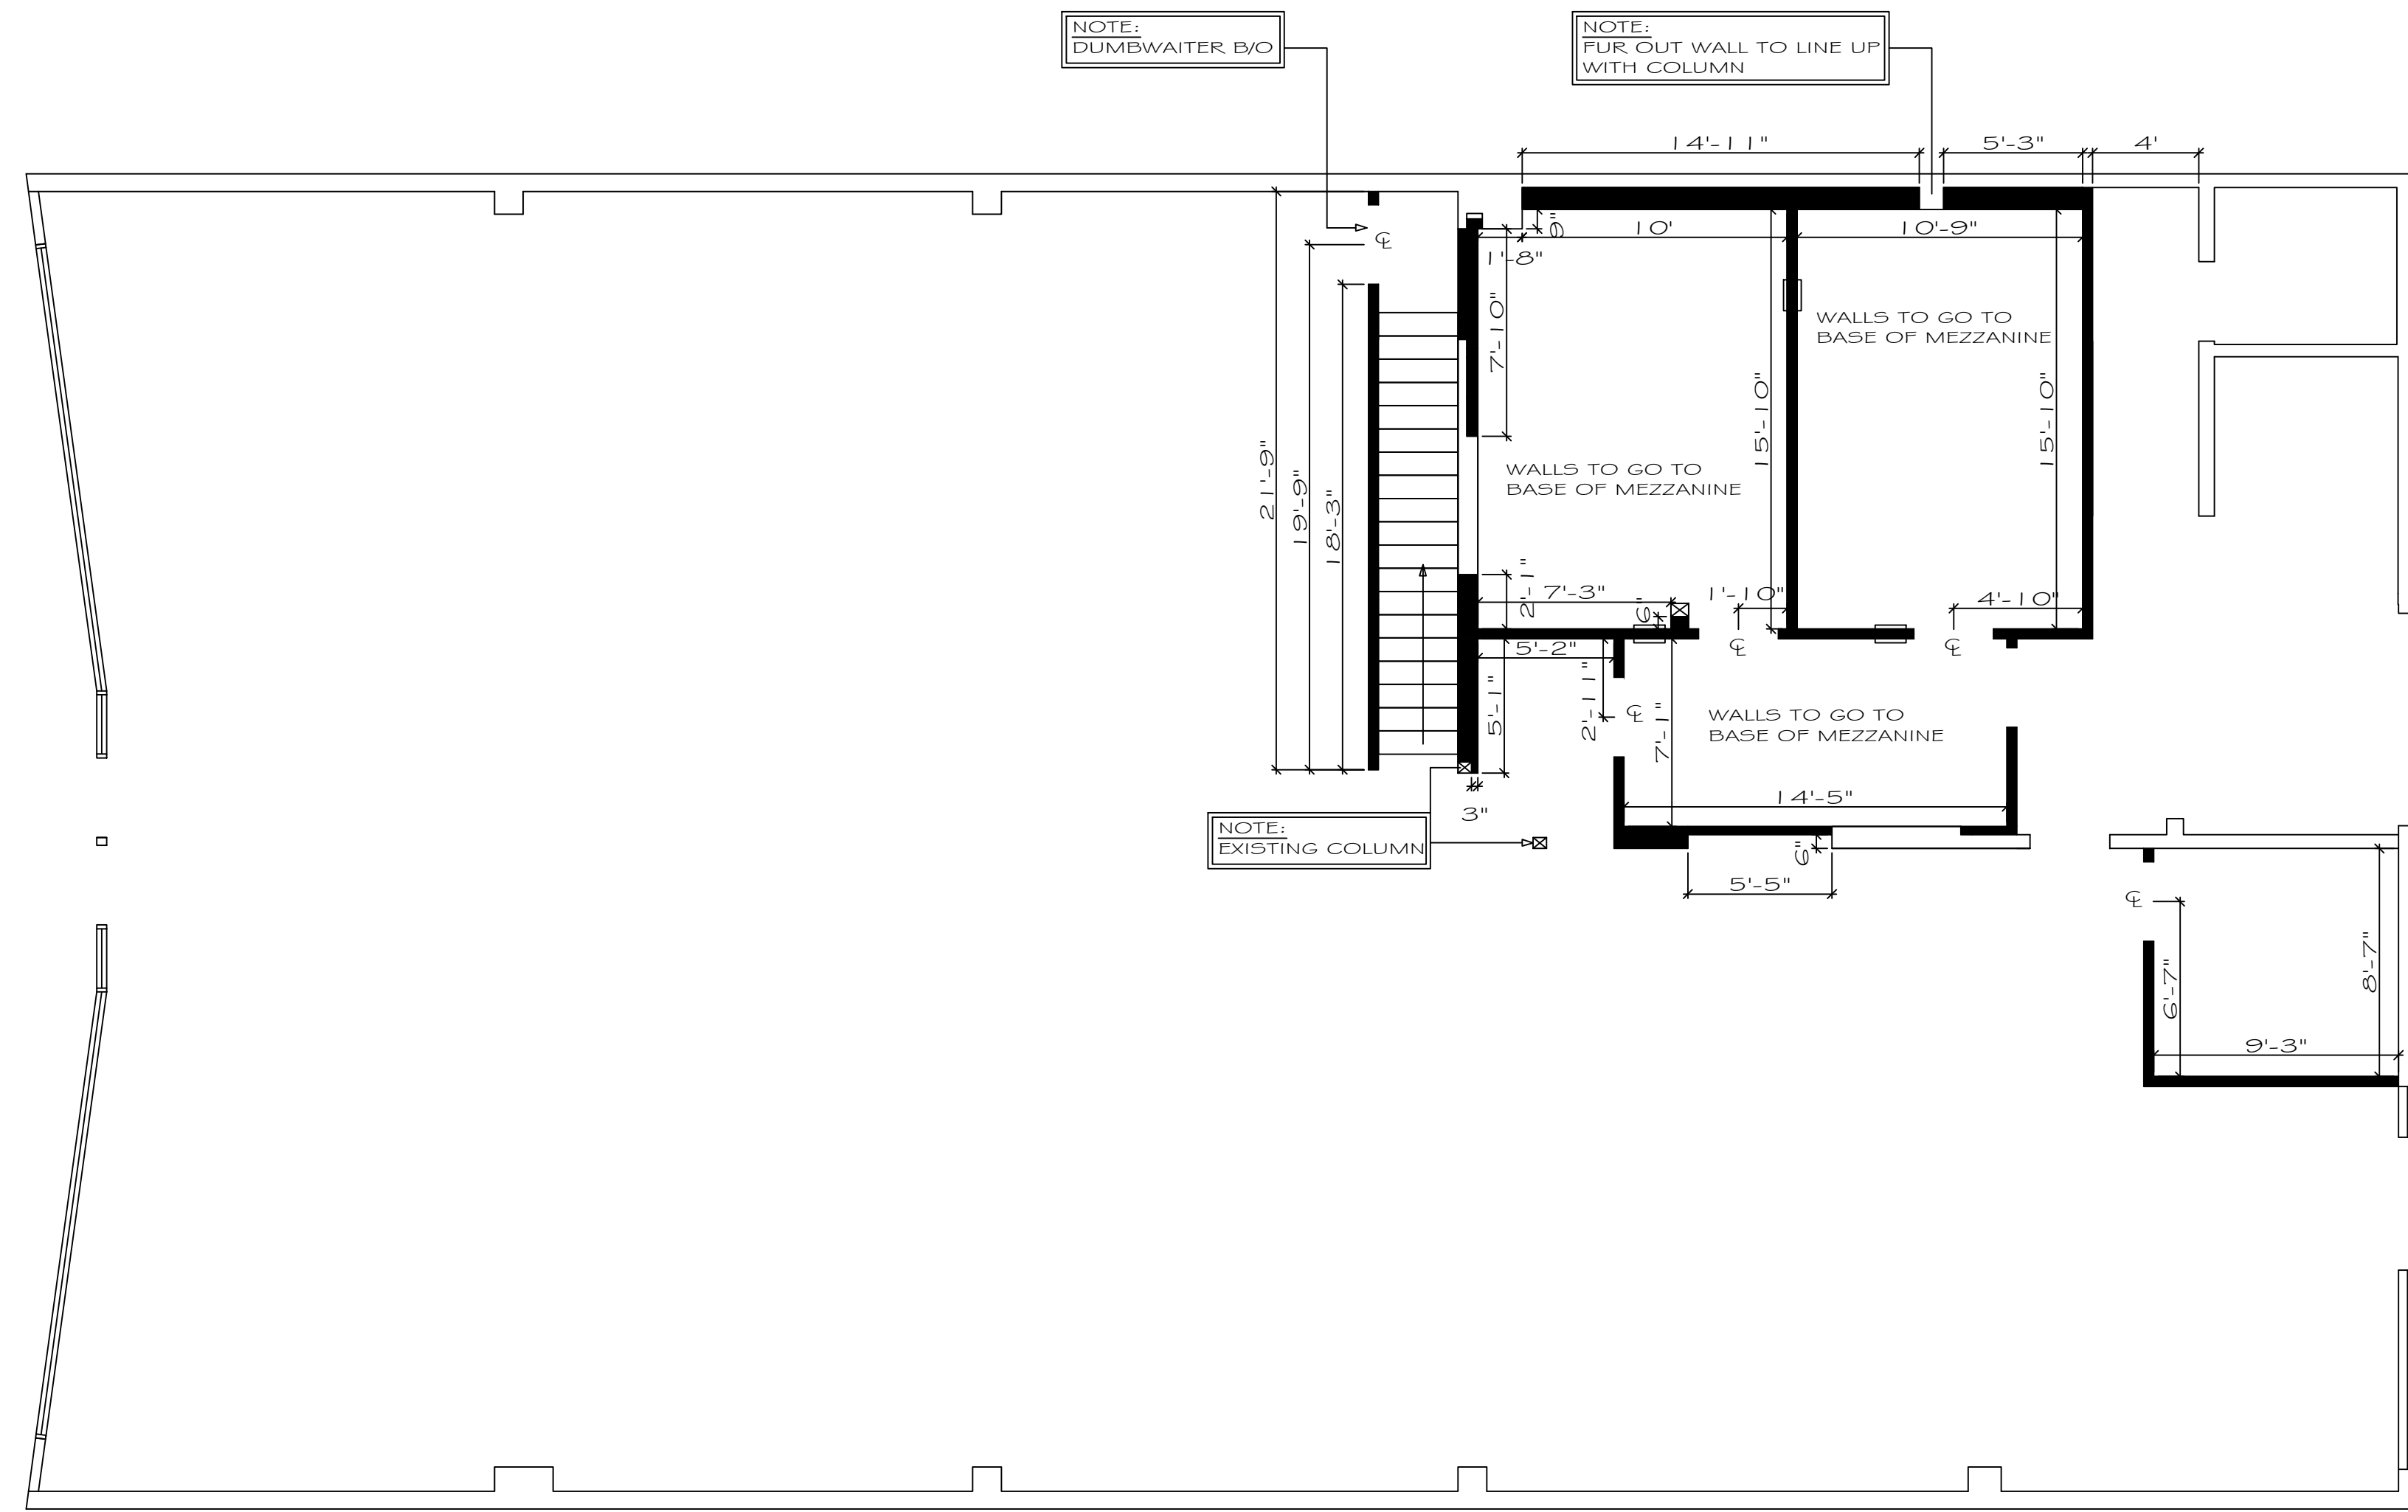 NOTE:
DUMBWAITER B/O
NOTE:
FUR OUT WALL TO LINE UP
WITH COLUMN
14'-11"
5'-3"
4'
9"
10'
10'-9"
1'-8"
7'-10"
WALLS TO GO TO
BASE OF MEZZANINE
15'-10"
15'-10"
21'-9"
19'-9"
18'-3"
WALLS TO GO TO
BASE OF MEZZANINE
2'-1"
7'-3"
6"
1'-10"
4'-10"
℄
℄
℄
5'-2"
5'-1"
2'-11"
℄
7'-1"
WALLS TO GO TO
BASE OF MEZZANINE
14'-5"
3"
NOTE:
EXISTING COLUMN
6"
5'-5"
℄
6'-7"
8'-7"
9'-3"